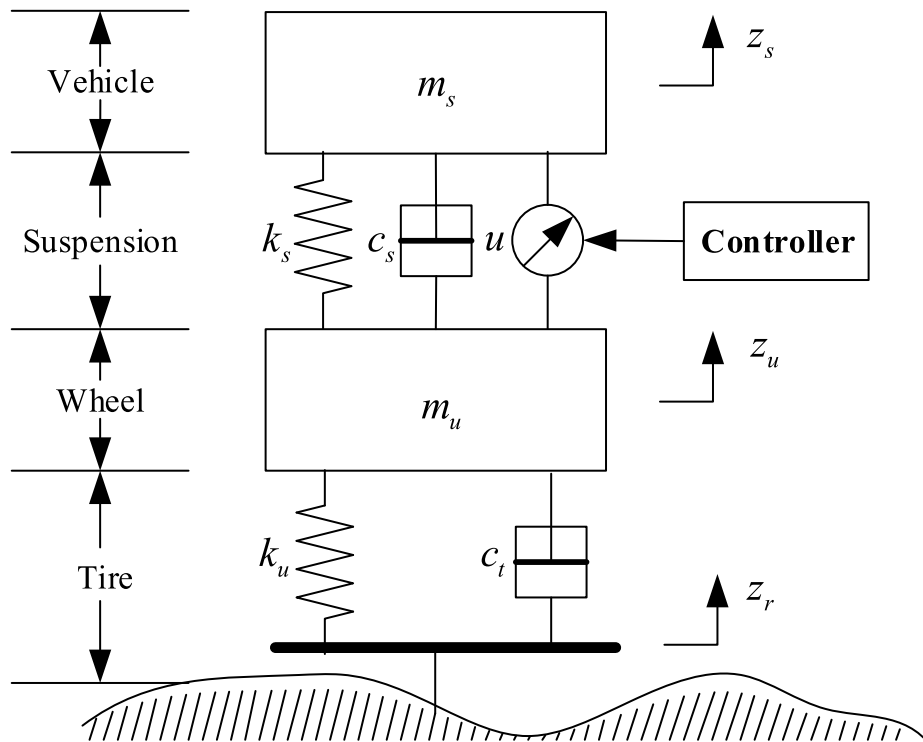 Vehicle
m_s
z_s
Suspension
k_s
c_s
u
Controller
Wheel
m_u
z_u
Tire
k_u
c_t
z_r